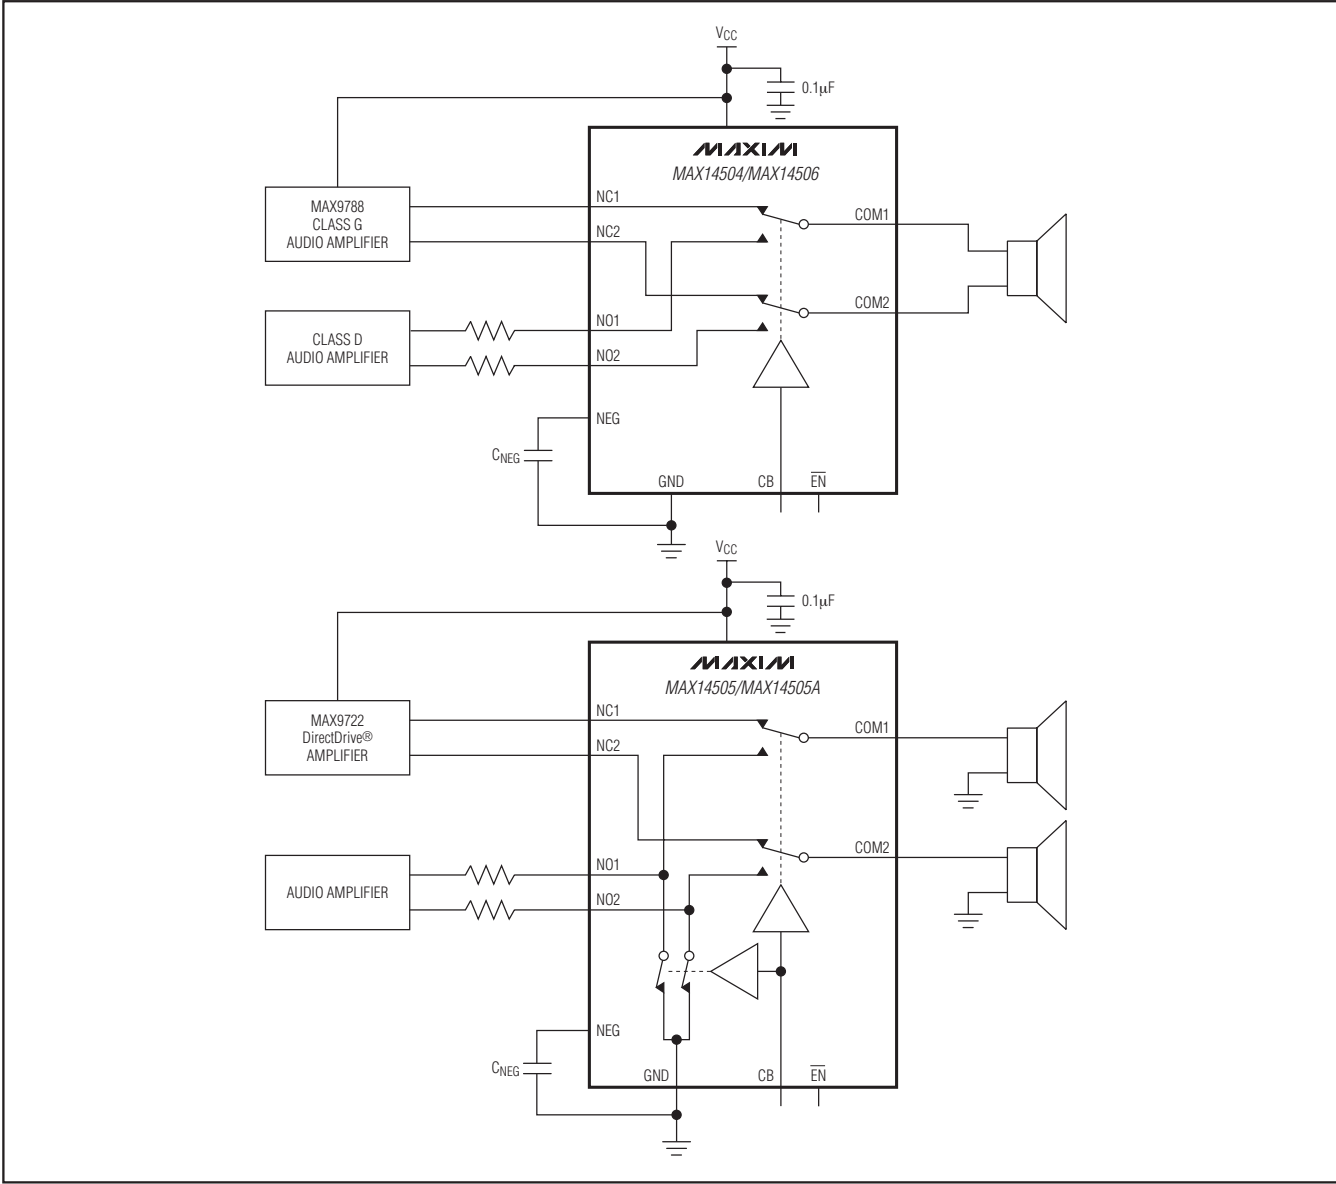 VCC
0.1µF
MAXIM
MAX14504/MAX14506
NC1
COM1
MAX9788
CLASS G
AUDIO AMPLIFIER
NC2
COM2
NO1
CLASS D
AUDIO AMPLIFIER
NO2
NEG
CNEG
GND
CB
EN
VCC
0.1µF
MAXIM
MAX14505/MAX14505A
NC1
COM1
MAX9722
DirectDrive®
AMPLIFIER
NC2
COM2
NO1
AUDIO AMPLIFIER
NO2
NEG
CNEG
GND
CB
EN